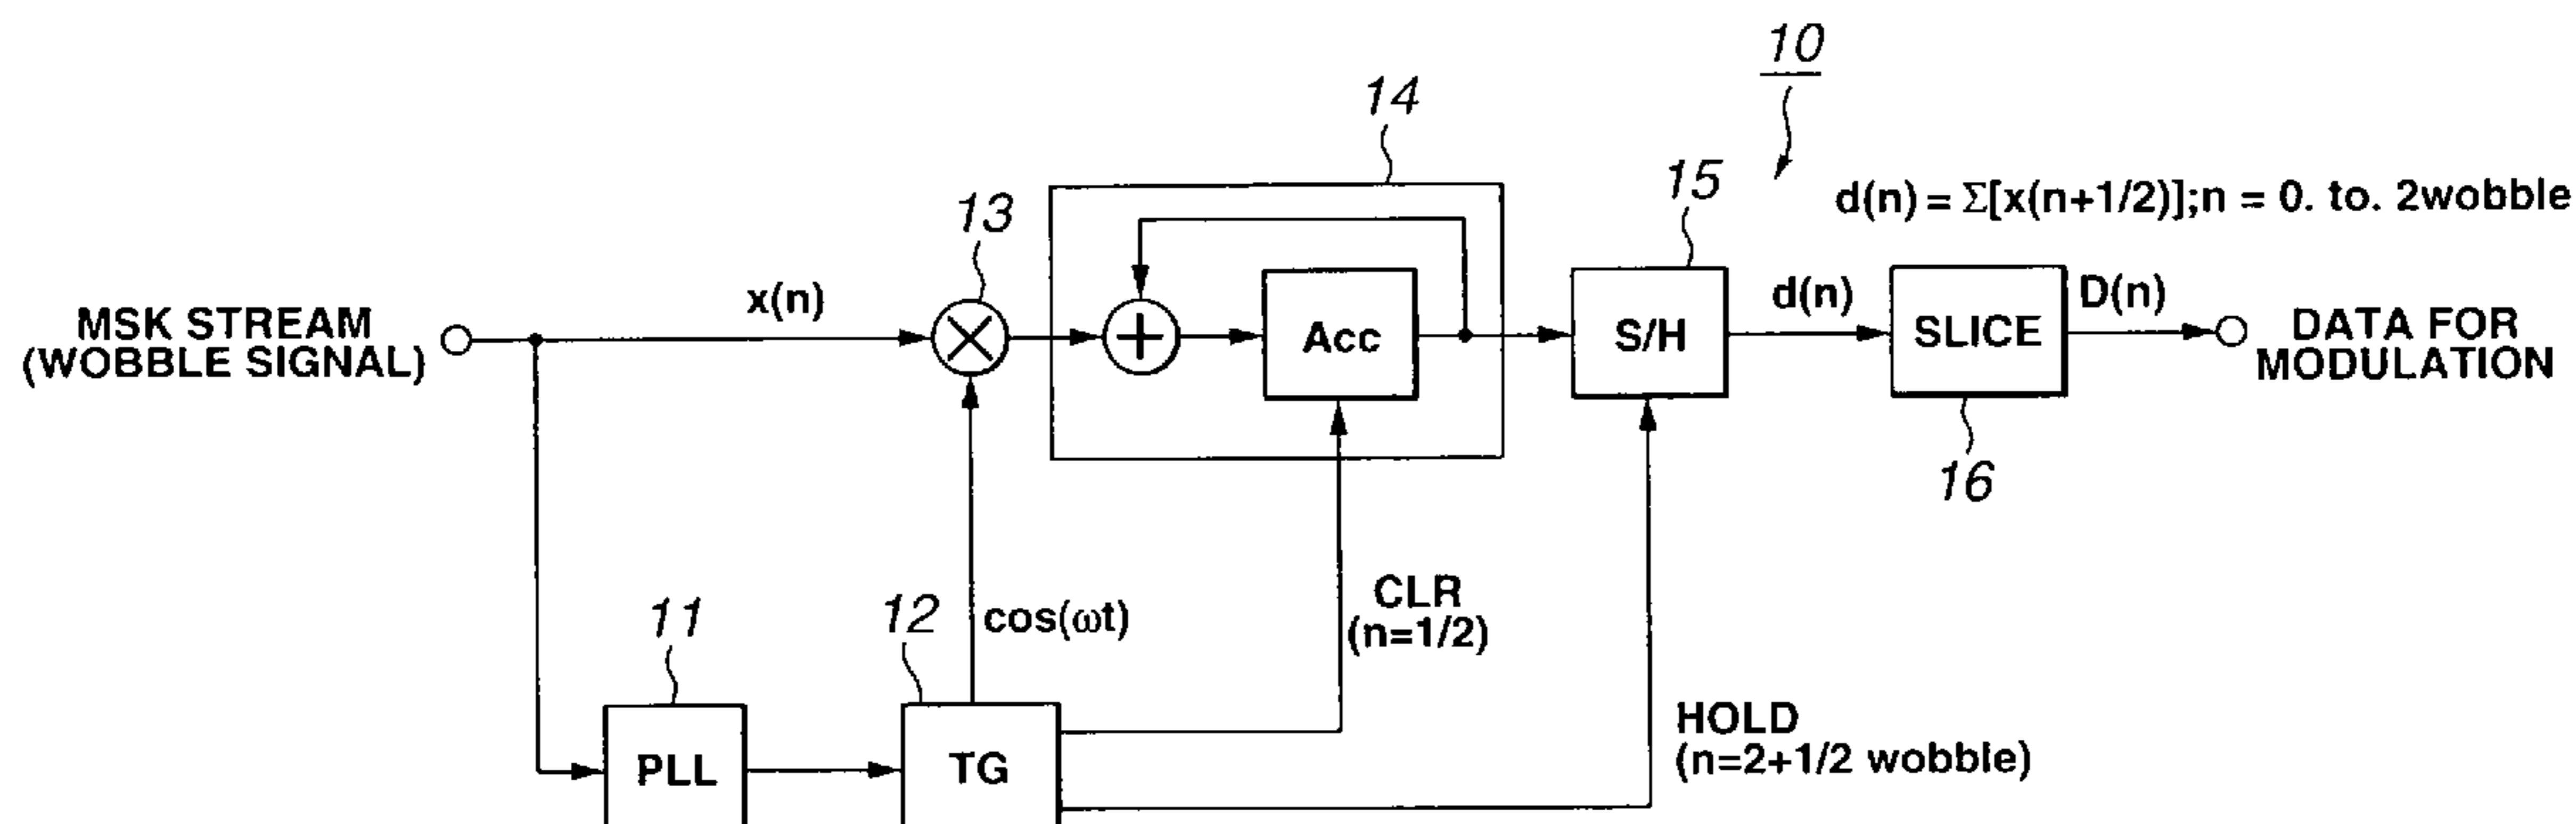 10
14
15
d(n) = Σ[x(n+1/2)];n = 0. to. 2wobble
13
x(n)
d(n)
D(n)
MSK STREAM
(WOBBLE SIGNAL)
×
+
Acc
S/H
SLICE
DATA FOR
MODULATION
16
11
12
cos(ωt)
CLR
(n=1/2)
HOLD
(n=2+1/2 wobble)
PLL
TG